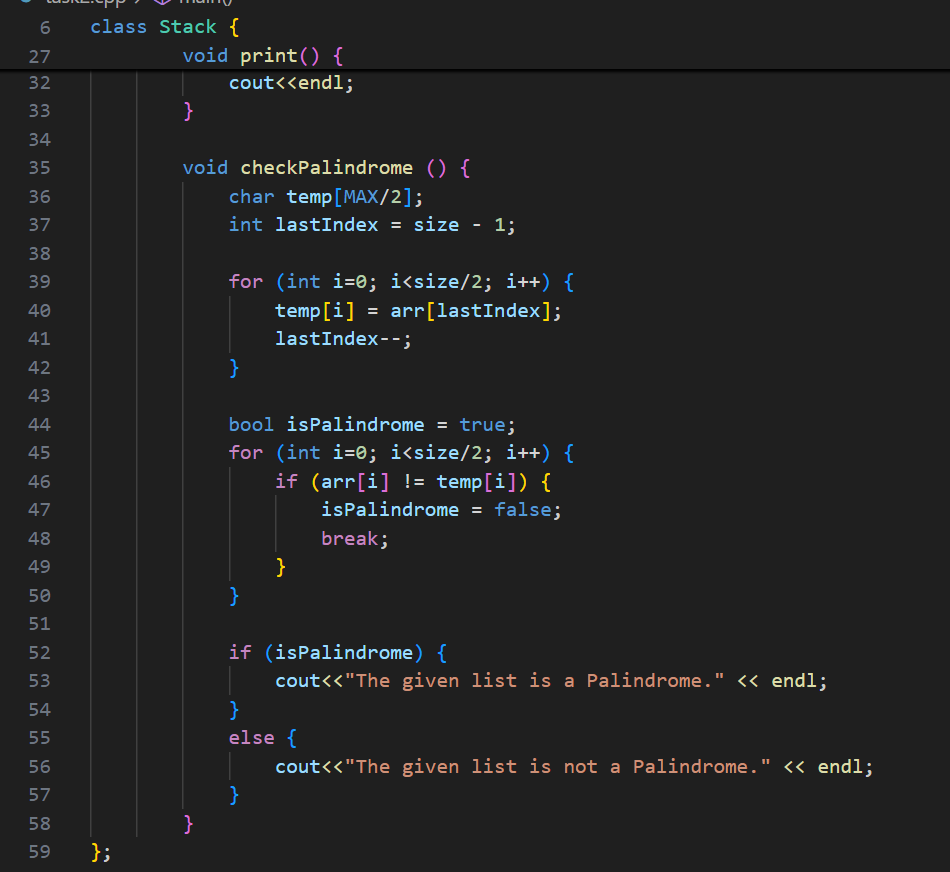 task2.cpp > main()
6 class Stack {
27 void print() {
32 cout<<endl;
33 }
34
35 void checkPalindrome () {
36 char temp[MAX/2];
37 int lastIndex = size - 1;
38
39 for (int i=0; i<size/2; i++) {
40 temp[i] = arr[lastIndex];
41 lastIndex--;
42 }
43
44 bool isPalindrome = true;
45 for (int i=0; i<size/2; i++) {
46 if (arr[i] != temp[i]) {
47 isPalindrome = false;
48 break;
49 }
50 }
51
52 if (isPalindrome) {
53 cout<<"The given list is a Palindrome." << endl;
54 }
55 else {
56 cout<<"The given list is not a Palindrome." << endl;
57 }
58 }
59 };